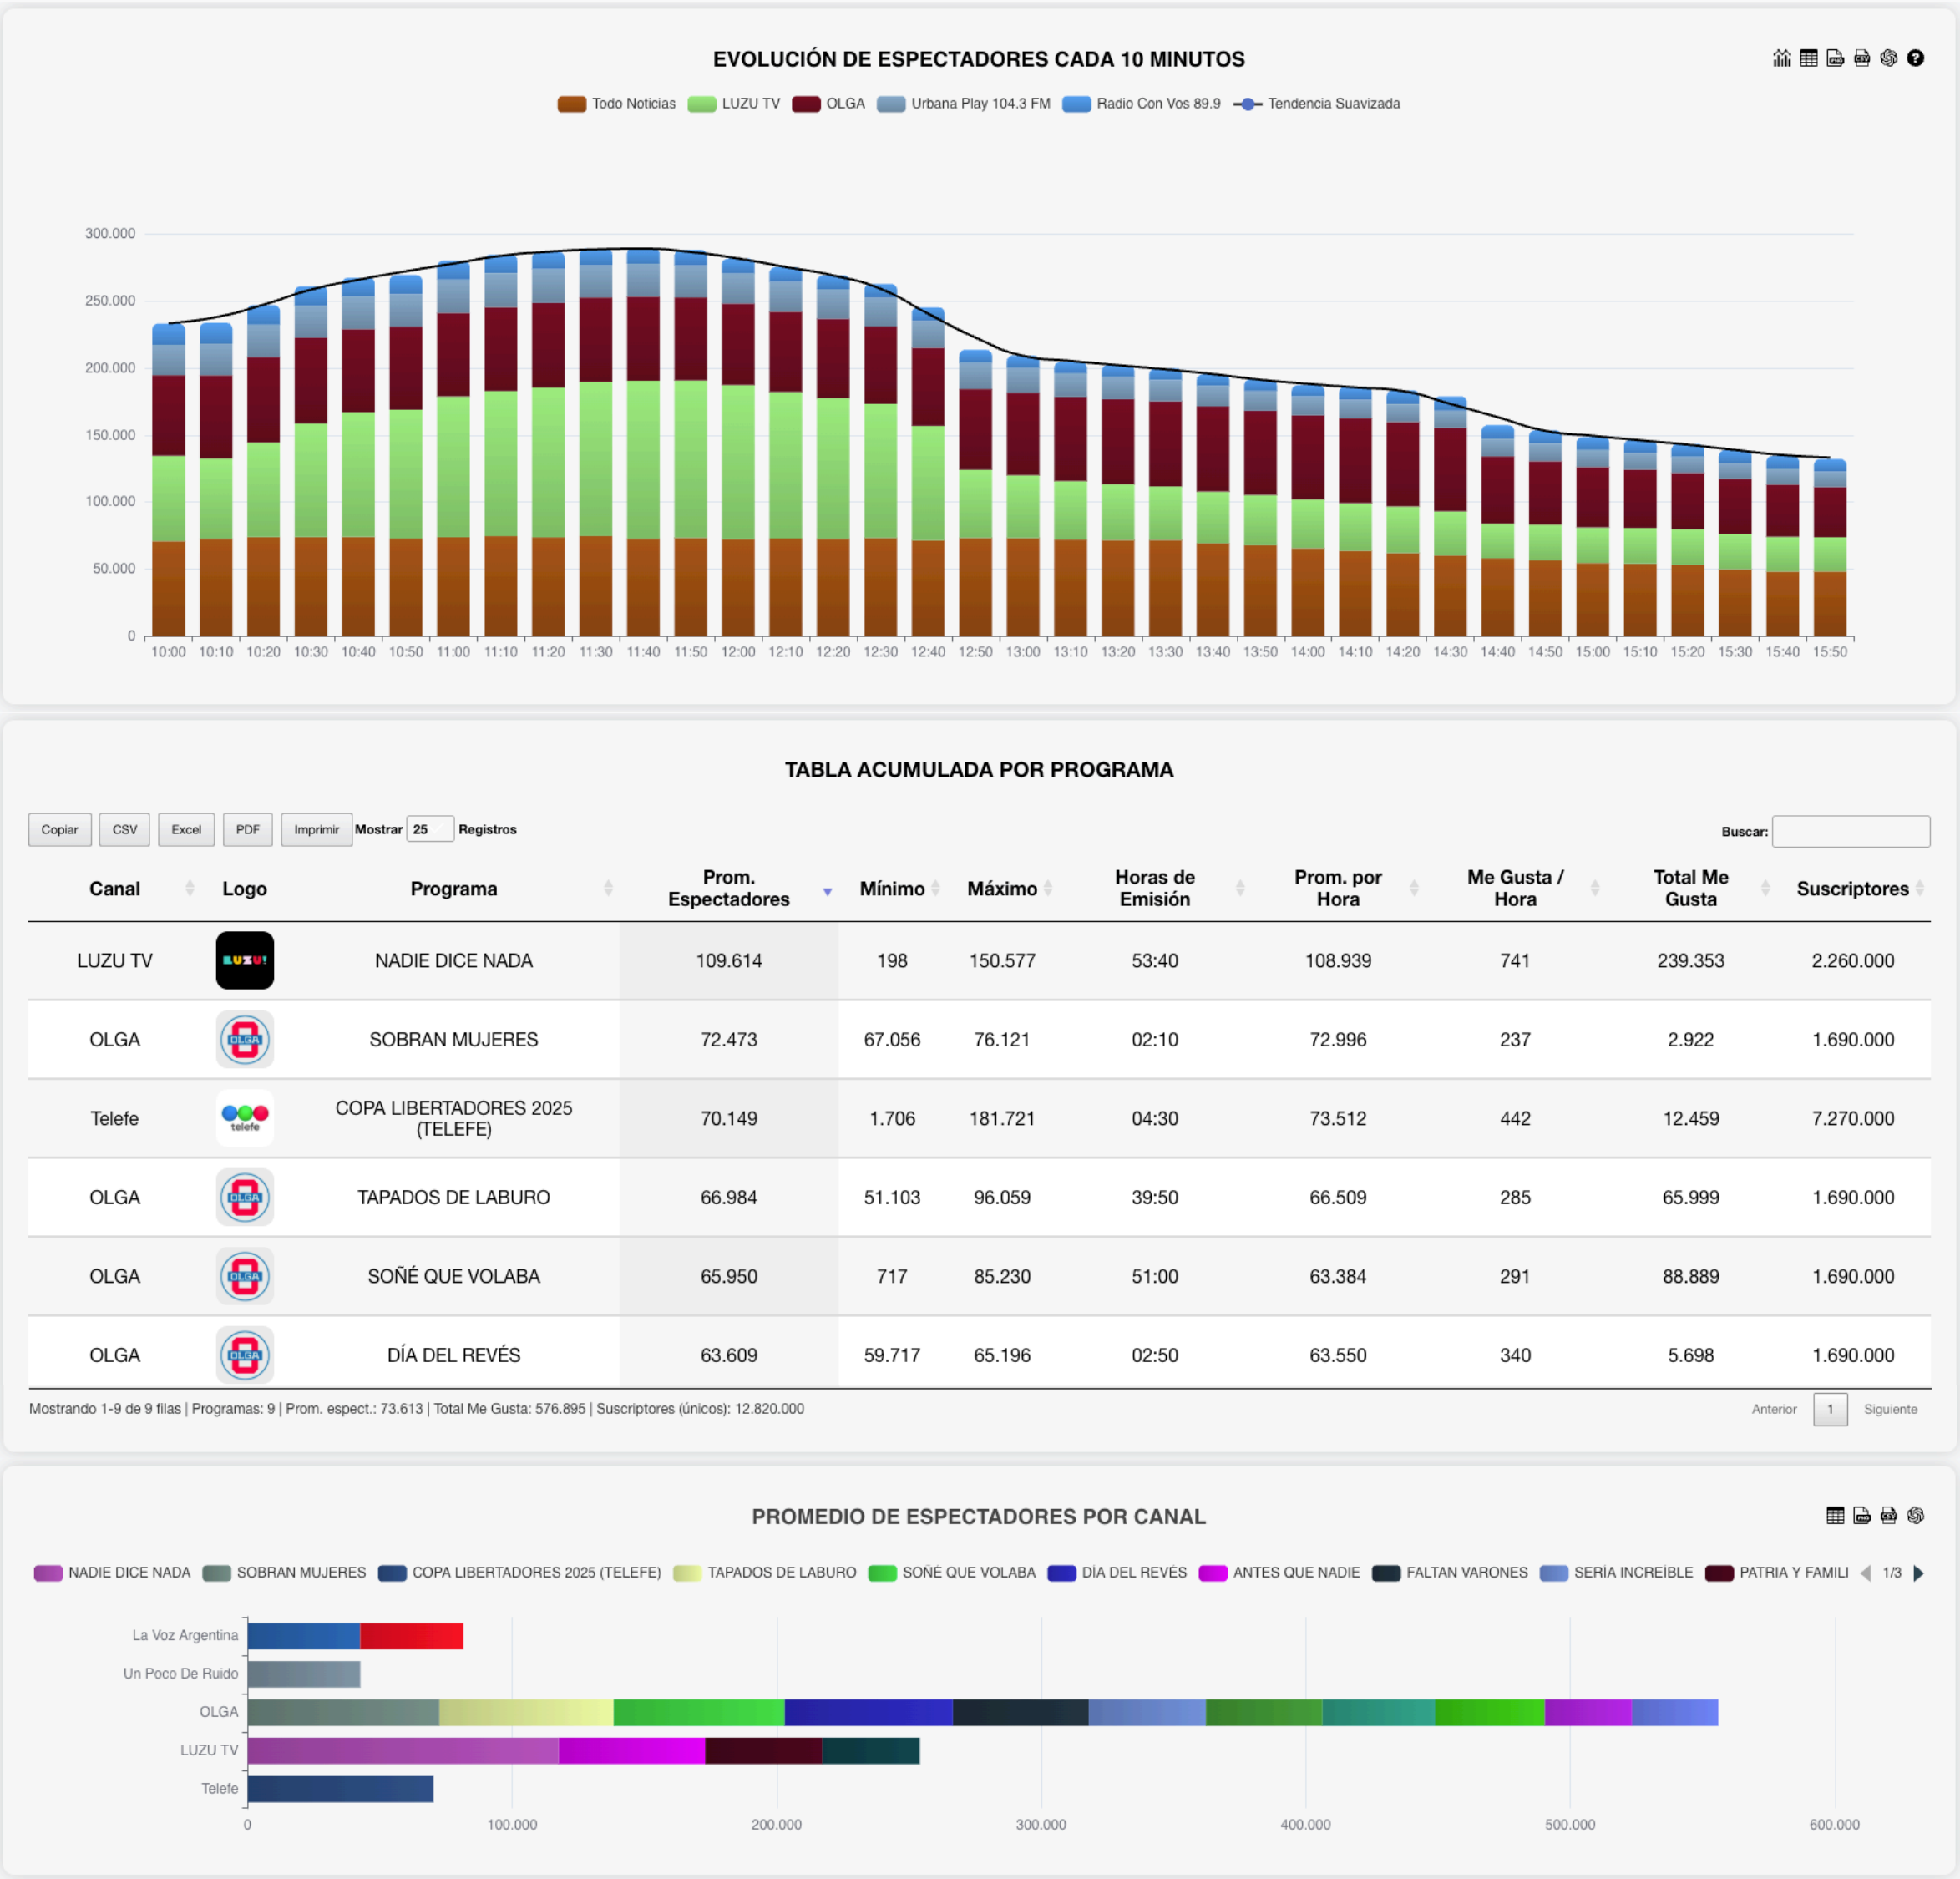 EVOLUCIÓN DE ESPECTADORES CADA 10 MINUTOS
Todo Noticias LUZU TV OLGA Urbana Play 104.3 FM Radio Con Vos 89.9 Tendencia Suavizada
300.000
250.000
200.000
150.000
100.000
50.000
0
10:00 10:10 10:20 10:30 10:40 10:50 11:00 11:10 11:20 11:30 11:40 11:50 12:00 12:10 12:20 12:30 12:40 12:50 13:00 13:10 13:20 13:30 13:40 13:50 14:00 14:10 14:20 14:30 14:40 14:50 15:00 15:10 15:20 15:30 15:40 15:50
TABLA ACUMULADA POR PROGRAMA
Copiar CSV Excel PDF Imprimir Mostrar 25 Registros Buscar:
Canal Logo Programa Prom. Espectadores Mínimo Máximo Horas de Emisión Prom. por Hora Me Gusta / Hora Total Me Gusta Suscriptores
LUZU TV LUZU! NADIE DICE NADA 109.614 198 150.577 53:40 108.939 741 239.353 2.260.000
OLGA OLGA SOBRAN MUJERES 72.473 67.056 76.121 02:10 72.996 237 2.922 1.690.000
Telefe telefe COPA LIBERTADORES 2025 (TELEFE) 70.149 1.706 181.721 04:30 73.512 442 12.459 7.270.000
OLGA OLGA TAPADOS DE LABURO 66.984 51.103 96.059 39:50 66.509 285 65.999 1.690.000
OLGA OLGA SOÑÉ QUE VOLABA 65.950 717 85.230 51:00 63.384 291 88.889 1.690.000
OLGA OLGA DÍA DEL REVÉS 63.609 59.717 65.196 02:50 63.550 340 5.698 1.690.000
Mostrando 1-9 de 9 filas | Programas: 9 | Prom. espect.: 73.613 | Total Me Gusta: 576.895 | Suscriptores (únicos): 12.820.000 Anterior 1 Siguiente
PROMEDIO DE ESPECTADORES POR CANAL
NADIE DICE NADA SOBRAN MUJERES COPA LIBERTADORES 2025 (TELEFE) TAPADOS DE LABURO SOÑÉ QUE VOLABA DÍA DEL REVÉS ANTES QUE NADIE FALTAN VARONES SERÍA INCREÍBLE PATRIA Y FAMILI 1/3
La Voz Argentina
Un Poco De Ruido
OLGA
LUZU TV
Telefe
0 100.000 200.000 300.000 400.000 500.000 600.000